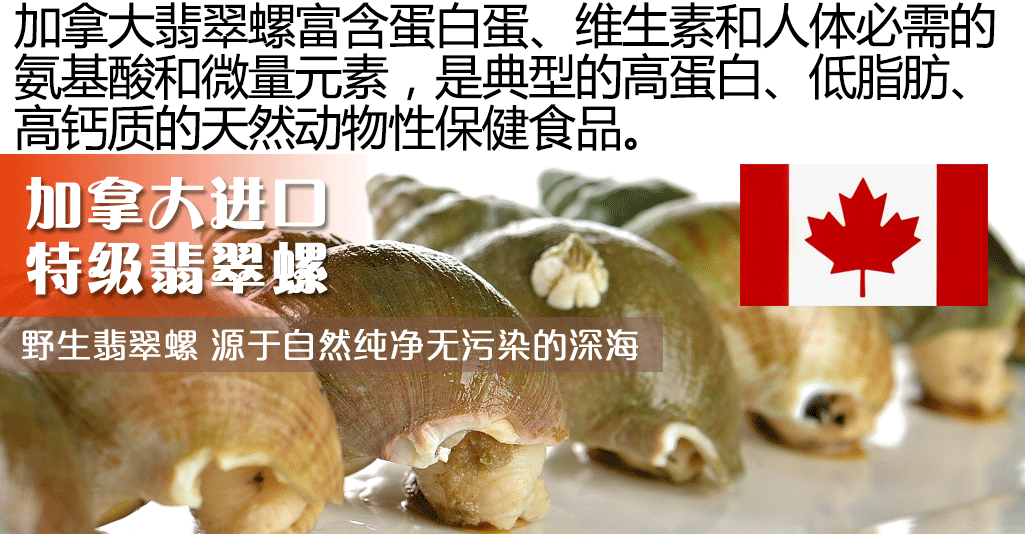 加拿大翡翠螺富含蛋白蛋、维生素和人体必需的
氨基酸和微量元素，是典型的高蛋白、低脂肪、
高钙质的天然动物性保健食品。
加拿大进口
特级翡翠螺
野生翡翠螺 源于自然纯净无污染的深海